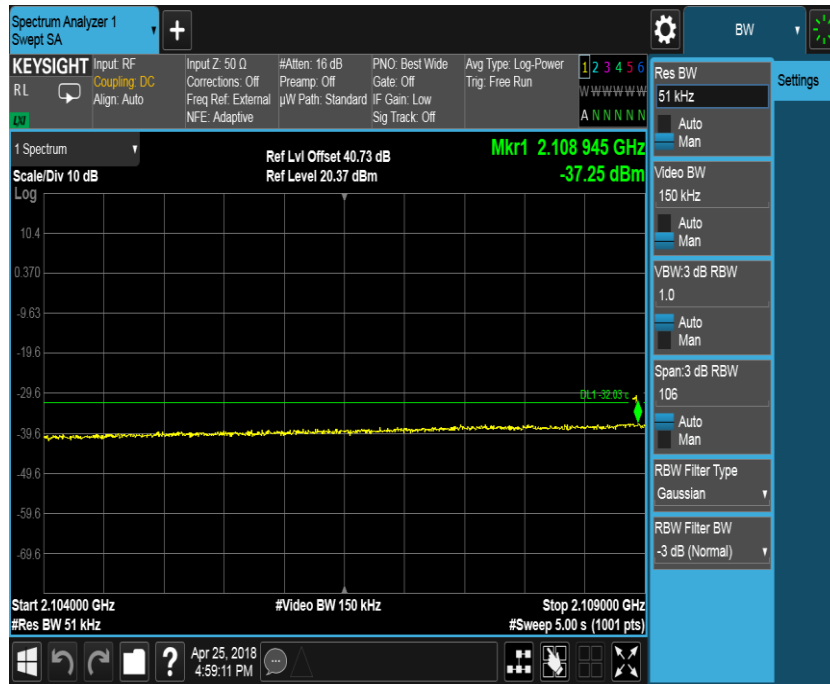 Spectrum Analyzer 1
Swept SA
+
BW
KEYSIGHT
RL
LXI
Input: RF
Coupling: DC
Align: Auto
Input Z: 50 Ω
Corrections: Off
Freq Ref: External
NFE: Adaptive
#Atten: 16 dB
Preamp: Off
µW Path: Standard
PNO: Best Wide
Gate: Off
IF Gain: Low
Sig Track: Off
Avg Type: Log-Power
Trig: Free Run
1 2 3 4 5 6
W W W W W W
A N N N N N
1 Spectrum
Scale/Div 10 dB
Log
Ref Lvl Offset 40.73 dB
Ref Level 20.37 dBm
Mkr1 2.108 945 GHz
-37.25 dBm
10.4
0.370
-9.63
-19.6
-29.6
-39.6
-49.6
-59.6
-69.6
DL1 -32.03
1
Start 2.104000 GHz
#Res BW 51 kHz
#Video BW 150 kHz
Stop 2.109000 GHz
#Sweep 5.00 s (1001 pts)
?
Apr 25, 2018
4:59:11 PM
Res BW
51 kHz
Auto
Man
Video BW
150 kHz
Auto
Man
VBW:3 dB RBW
1.0
Auto
Man
Span:3 dB RBW
106
Auto
Man
RBW Filter Type
Gaussian
RBW Filter BW
-3 dB (Normal)
Settings